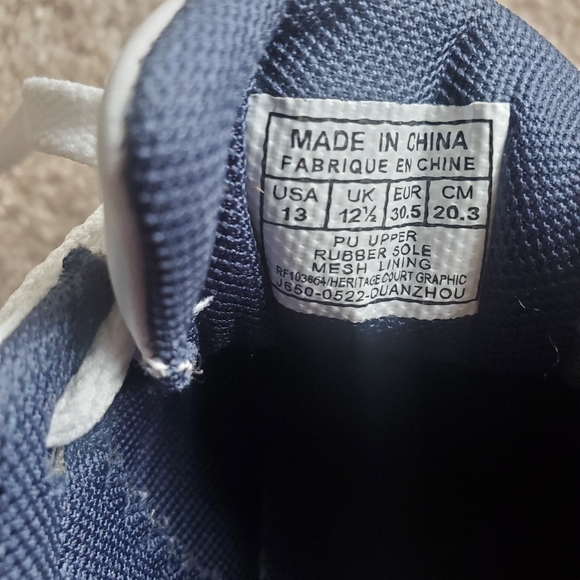 MADE IN CHINA
FABRIQUE EN CHINE
USA UK EUR CM
13 12½ 30.5 20.3
PU UPPER
RUBBER SOLE
MESH LINING
RF103664/HERITAGE COURT GRAPHIC
J650-0522-DUANZHOU